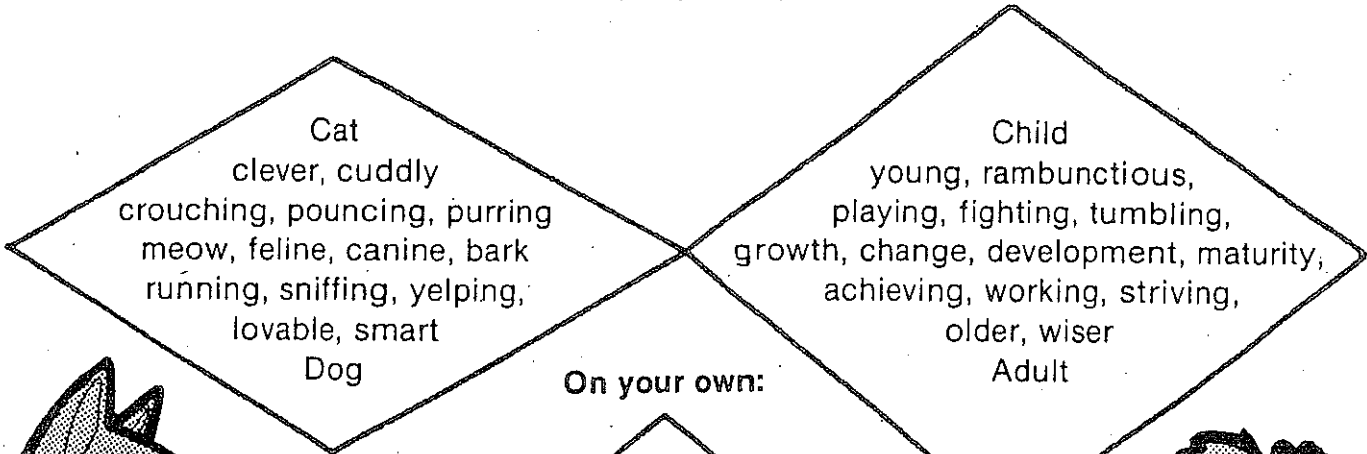 Cat
clever, cuddly
crouching, pouncing, purring
meow, feline, canine, bark
running, sniffing, yelping,
lovable, smart
Dog
Child
young, rambunctious,
playing, fighting, tumbling,
growth, change, development, maturity,
achieving, working, striving,
older, wiser
Adult
On your own: